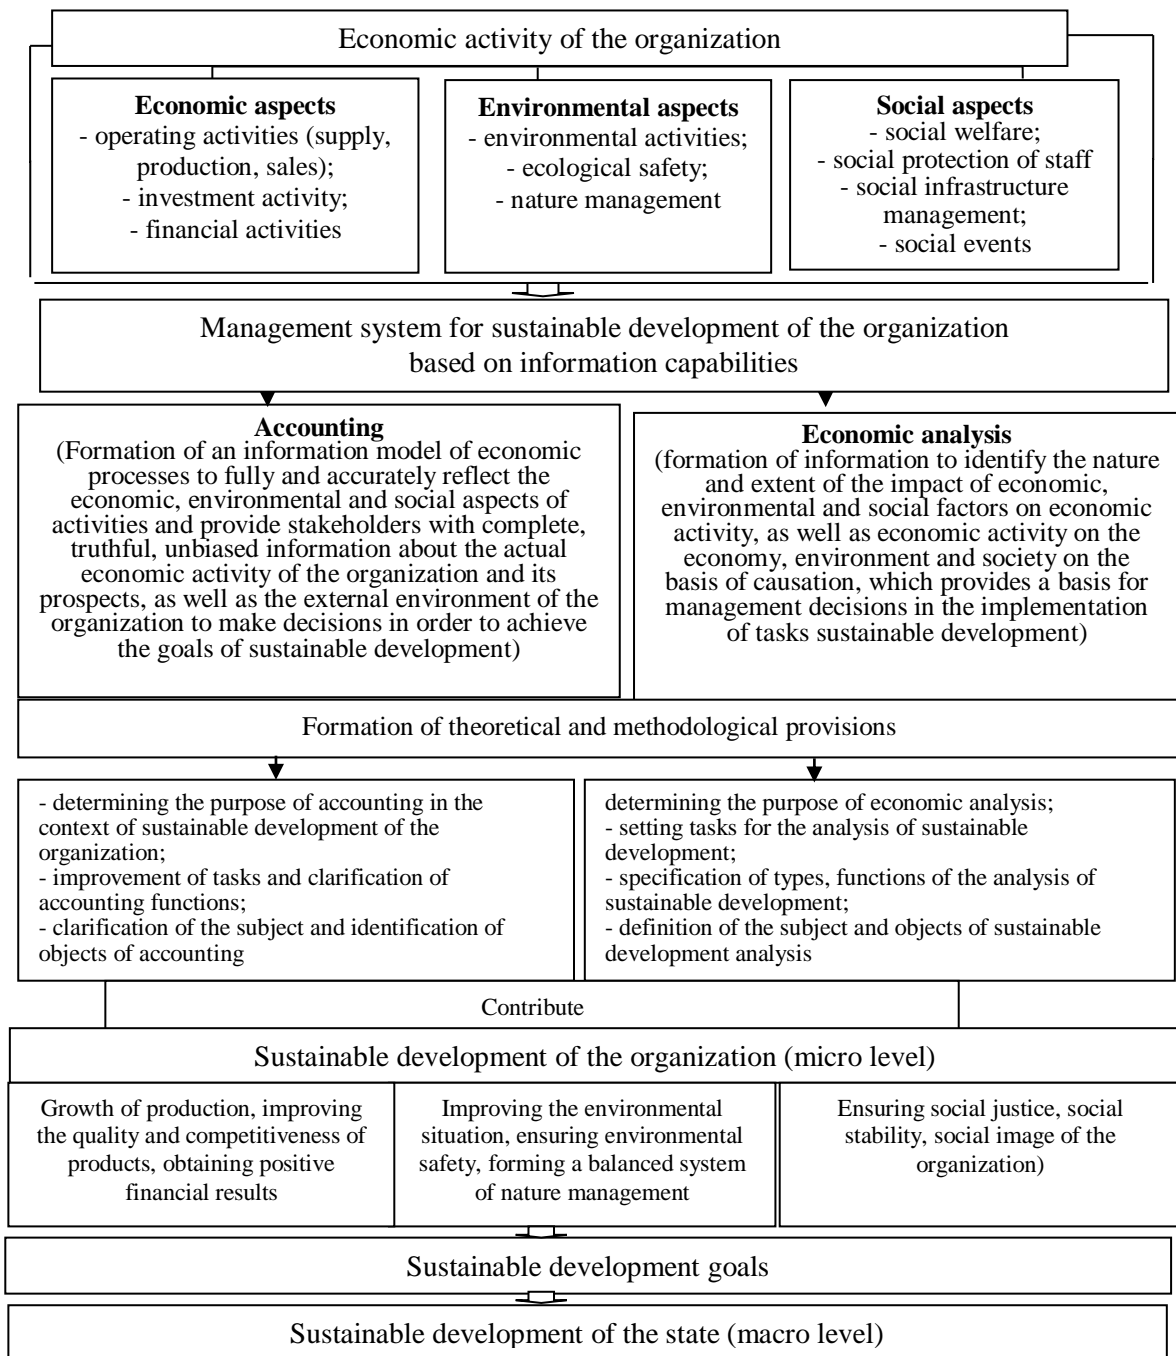 Economic activity of the organization
Economic aspects
- operating activities (supply,
production, sales);
- investment activity;
- financial activities
Environmental aspects
- environmental activities;
- ecological safety;
- nature management
Social aspects
- social welfare;
- social protection of staff
- social infrastructure
management;
- social events
Management system for sustainable development of the organization
based on information capabilities
Accounting
(Formation of an information model of economic
processes to fully and accurately reflect the
economic, environmental and social aspects of
activities and provide stakeholders with complete,
truthful, unbiased information about the actual
economic activity of the organization and its
prospects, as well as the external environment of the
organization to make decisions in order to achieve
the goals of sustainable development)
Economic analysis
(formation of information to identify the nature
and extent of the impact of economic,
environmental and social factors on economic
activity, as well as economic activity on the
economy, environment and society on the
basis of causation, which provides a basis for
management decisions in the implementation
of tasks sustainable development)
Formation of theoretical and methodological provisions
- determining the purpose of accounting in the
context of sustainable development of the
organization;
- improvement of tasks and clarification of
accounting functions;
- clarification of the subject and identification of
objects of accounting
determining the purpose of economic analysis;
- setting tasks for the analysis of sustainable
development;
- specification of types, functions of the analysis of
sustainable development;
- definition of the subject and objects of sustainable
development analysis
Contribute
Sustainable development of the organization (micro level)
Growth of production, improving
the quality and competitiveness of
products, obtaining positive
financial results
Improving the environmental
situation, ensuring environmental
safety, forming a balanced system
of nature management
Ensuring social justice, social
stability, social image of the
organization)
Sustainable development goals
Sustainable development of the state (macro level)